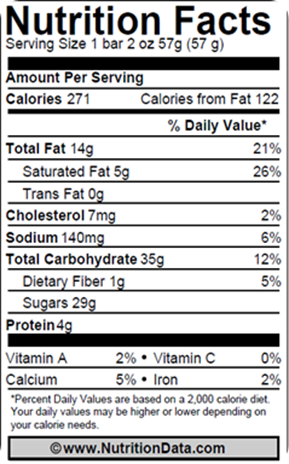 Nutrition Facts
Serving Size 1 bar 2 oz 57g (57 g)
Amount Per Serving
Calories 271 Calories from Fat 122
% Daily Value*
Total Fat 14g 21%
Saturated Fat 5g 26%
Trans Fat 0g
Cholesterol 7mg 2%
Sodium 140mg 6%
Total Carbohydrate 35g 12%
Dietary Fiber 1g 5%
Sugars 29g
Protein 4g
Vitamin A 2% • Vitamin C 0%
Calcium 5% • Iron 2%
*Percent Daily Values are based on a 2,000 calorie diet.
Your daily values may be higher or lower depending on
your calorie needs.
©www.NutritionData.com